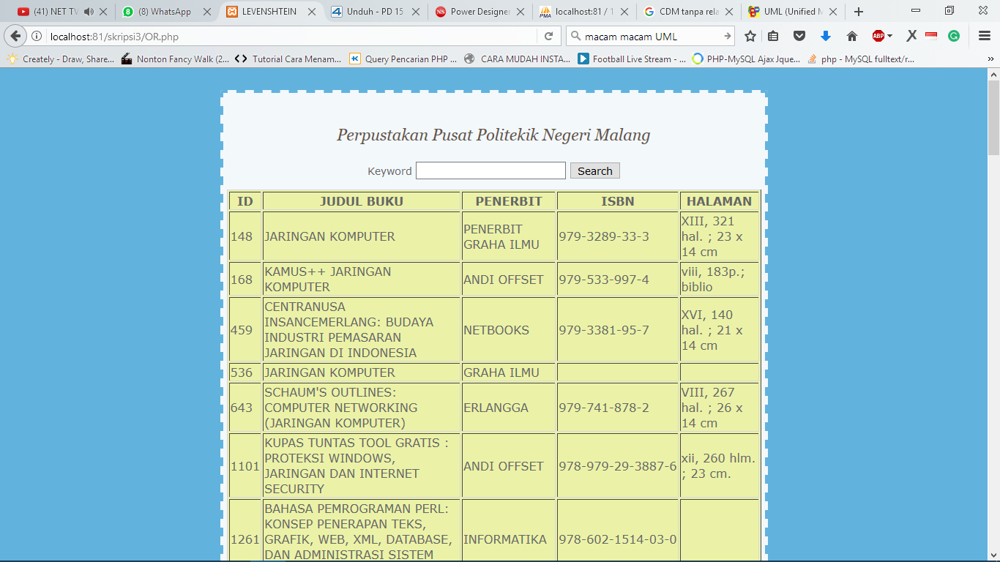 (41) NET TV
(8) WhatsApp
LEVENSHTEIN
Unduh - PD 15
Power Designer
localhost:81 / 1
CDM tanpa rela
UML (Unified M
localhost:81/skripsi3/OR.php
macam macam UML
Creately - Draw, Share...
Nonton Fancy Walk (2...
Tutorial Cara Menam...
Query Pencarian PHP ...
CARA MUDAH INSTA...
Football Live Stream - ...
PHP-MySQL Ajax Jque...
php - MySQL fulltext/r...
Perpustakan Pusat Politekik Negeri Malang
Keyword Search
ID JUDUL BUKU PENERBIT ISBN HALAMAN
148 JARINGAN KOMPUTER PENERBIT
GRAHA ILMU 979-3289-33-3 XIII, 321
hal. ; 23 x
14 cm
168 KAMUS++ JARINGAN
KOMPUTER ANDI OFFSET 979-533-997-4 viii, 183p.;
biblio
459 CENTRANUSA
INSANCEMERLANG: BUDAYA
INDUSTRI PEMASARAN
JARINGAN DI INDONESIA NETBOOKS 979-3381-95-7 XVI, 140
hal. ; 21 x
14 cm
536 JARINGAN KOMPUTER GRAHA ILMU
643 SCHAUM'S OUTLINES:
COMPUTER NETWORKING
(JARINGAN KOMPUTER) ERLANGGA 979-741-878-2 VIII, 267
hal. ; 26 x
14 cm
1101 KUPAS TUNTAS TOOL GRATIS :
PROTEKSI WINDOWS,
JARINGAN DAN INTERNET
SECURITY ANDI OFFSET 978-979-29-3887-6 xii, 260 hlm.
; 23 cm.
1261 BAHASA PEMROGRAMAN PERL:
KONSEP PENERAPAN TEKS,
GRAFIK, WEB, XML, DATABASE,
DAN ADMINISTRASI SISTEM INFORMATIKA 978-602-1514-03-0